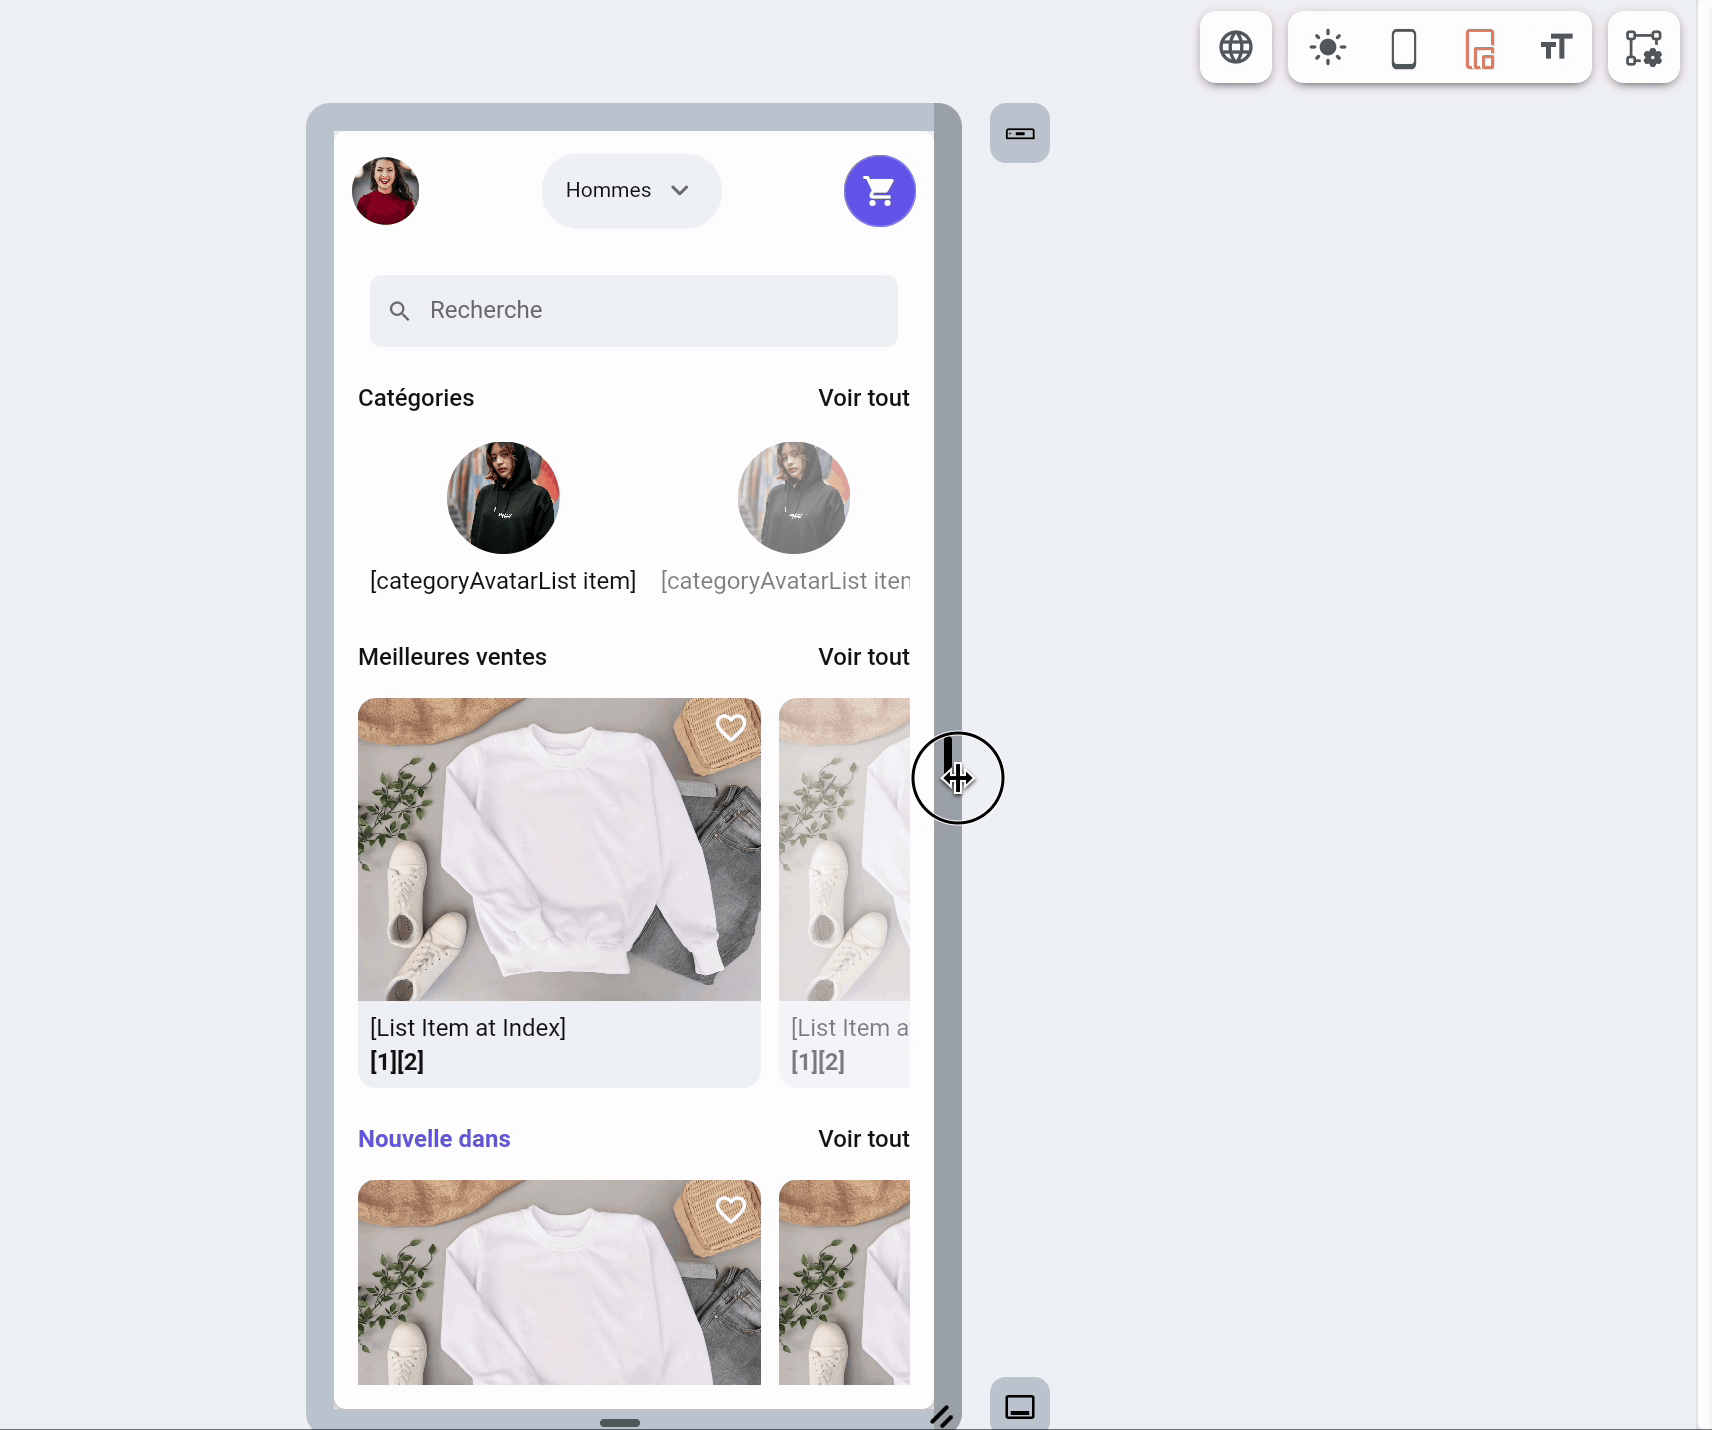 Hommes
Recherche
Catégories Voir tout
[categoryAvatarList item] [categoryAvatarList iten
Meilleures ventes Voir tout
[List Item at Index] [List Item a
[1][2] [1][2]
Nouvelle dans Voir tout